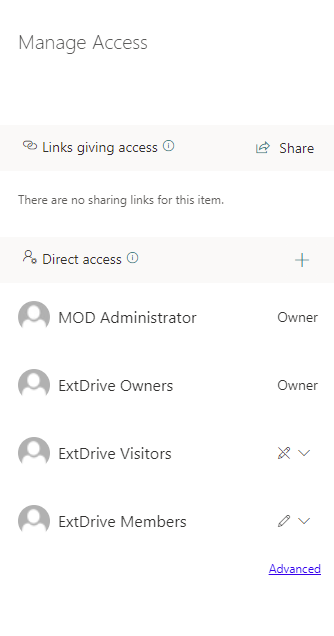 Manage Access
Links giving access
Share
There are no sharing links for this item.
Direct access
MOD Administrator
Owner
ExtDrive Owners
Owner
ExtDrive Visitors
ExtDrive Members
Advanced